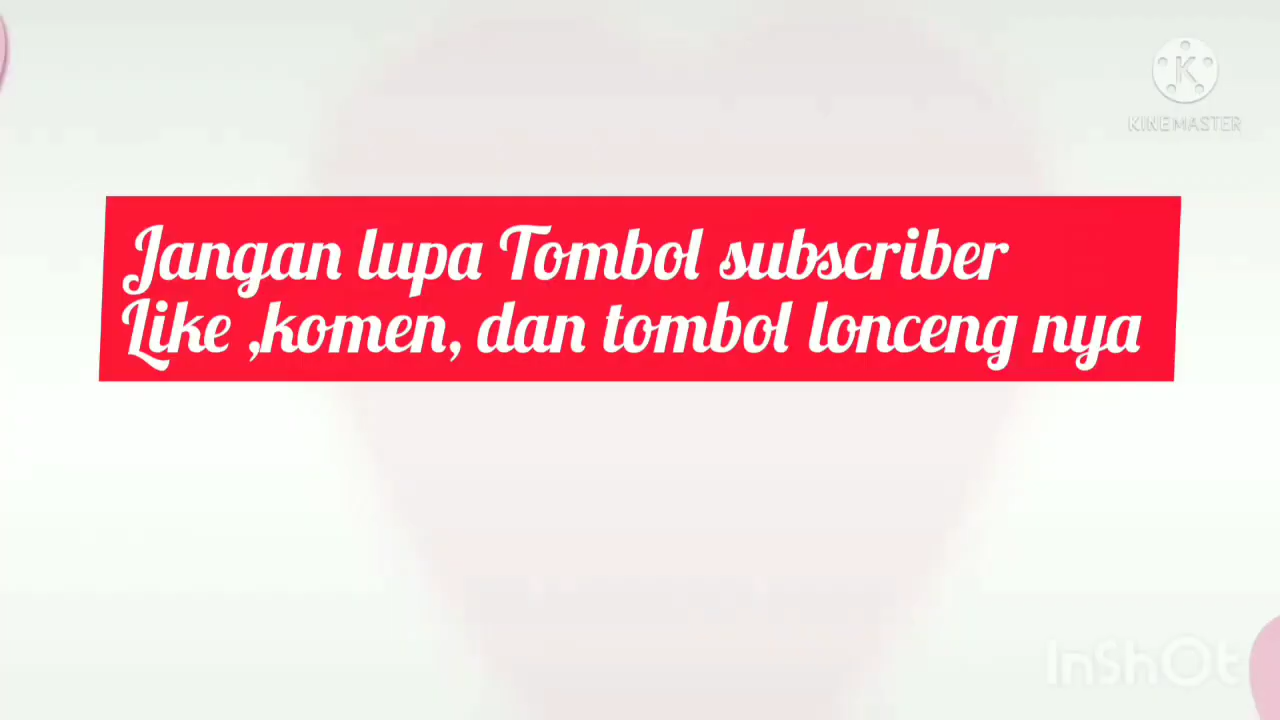 KINEMASTER
Jangan lupa Tombol subscriber
Like ,komen, dan tombol lonceng nya
InShOt